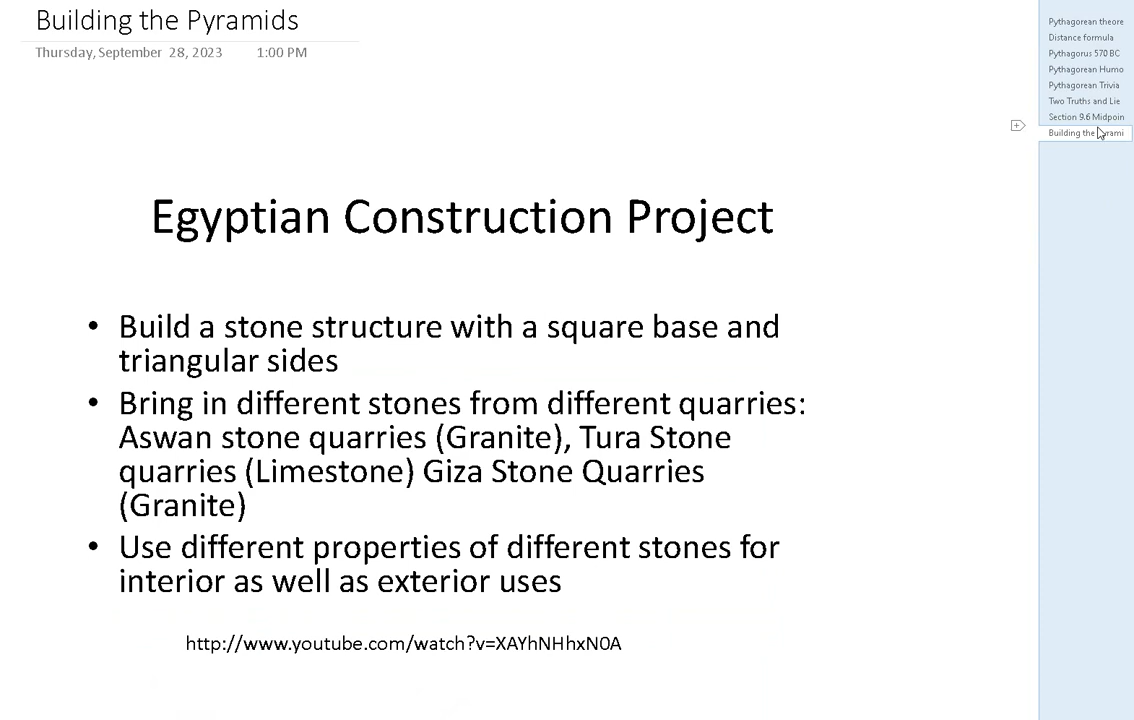 Building the Pyramids
Thursday, September 28, 2023 1:00 PM
Egyptian Construction Project
• Build a stone structure with a square base and
triangular sides
• Bring in different stones from different quarries:
Aswan stone quarries (Granite), Tura Stone
quarries (Limestone) Giza Stone Quarries
(Granite)
• Use different properties of different stones for
interior as well as exterior uses
http://www.youtube.com/watch?v=XAYhNHhxN0A
Pythagorean theore
Distance formula
Pythagorus 570 BC
Pythagorean Humo
Pythagorean Trivia
Two Truths and Lie
Section 9.6 Midpoin
Building the